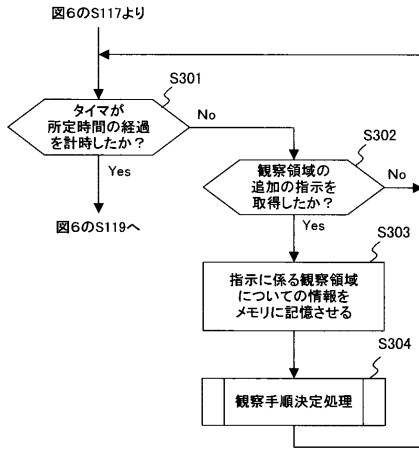 図6のS117より
S301
タイマが
所定時間の経過
を計時したか？
No
Yes
図6のS119へ
S302
観察領域の
追加の指示を
取得したか？
No
Yes
S303
指示に係る観察領域
についての情報を
メモリに記憶させる
S304
観察手順決定処理